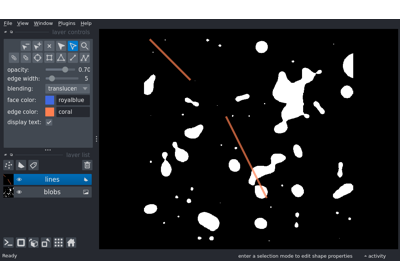 File View Window Plugins Help
layer controls
opacity: 0.70
edge width: 5
blending: translucen
face color: royalblue
edge color: coral
display text:
layer list
lines
blobs
Ready enter a selection mode to edit shape properties activity